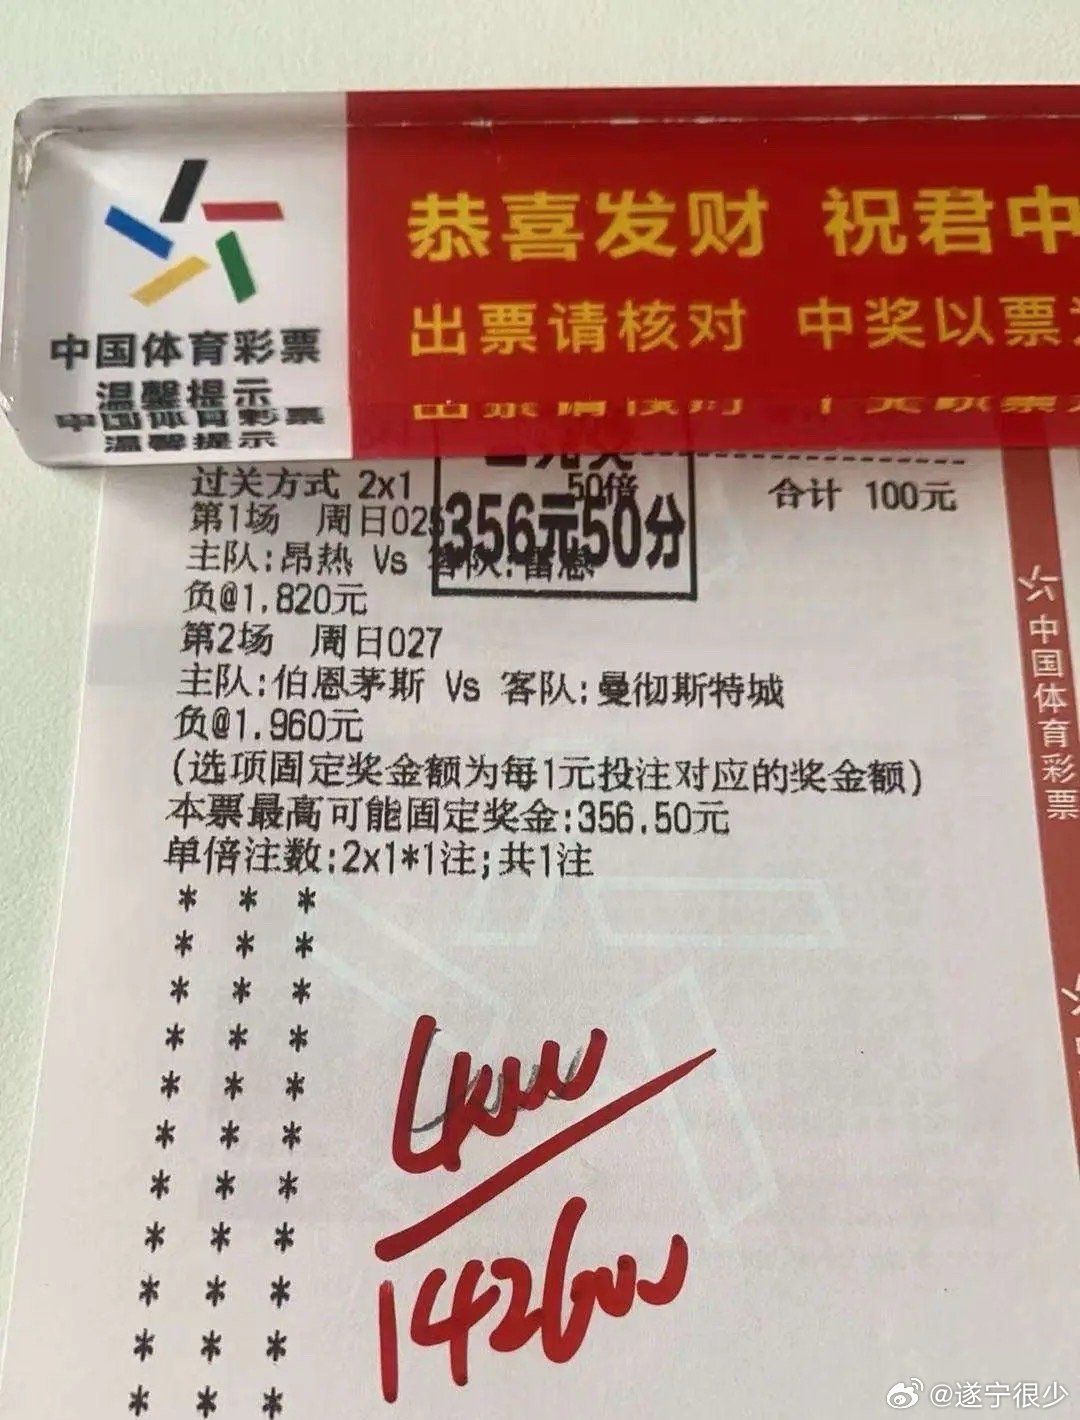 恭喜发财 祝君中
出票请核对 中奖以票
中国体育彩票
温馨提示
中国体育彩票
温馨提示
过关方式 2x1 50倍 合计 100元
356元50分
第1场 周日025
主队:昂热 Vs 客队:雷恩
负@1.820元
第2场 周日027
主队:伯恩茅斯 Vs 客队:曼彻斯特城
负@1.960元
(选项固定奖金额为每1元投注对应的奖金额)
本票最高可能固定奖金:356.50元
单倍注数:2x1*1注;共1注
* * *
* * *
* * *
* * *
* * *
* * *
* * *
* * *
* * *
* * *
* * *
142600
中国体育彩票
@遂宁很少